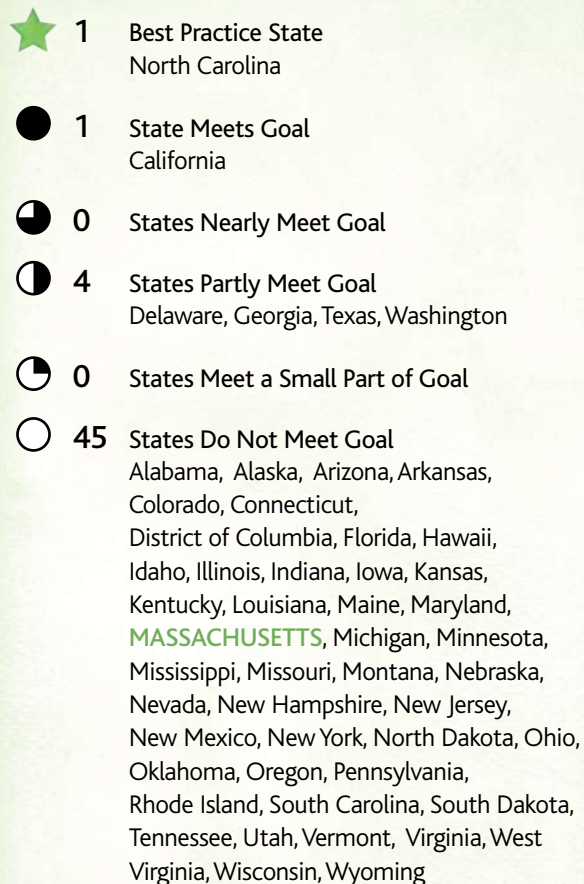 1 Best Practice State
North Carolina
1 State Meets Goal
California
0 States Nearly Meet Goal
4 States Partly Meet Goal
Delaware, Georgia, Texas, Washington
0 States Meet a Small Part of Goal
45 States Do Not Meet Goal
Alabama, Alaska, Arizona, Arkansas,
Colorado, Connecticut,
District of Columbia, Florida, Hawaii,
Idaho, Illinois, Indiana, Iowa, Kansas,
Kentucky, Louisiana, Maine, Maryland,
MASSACHUSETTS, Michigan, Minnesota,
Mississippi, Missouri, Montana, Nebraska,
Nevada, New Hampshire, New Jersey,
New Mexico, New York, North Dakota, Ohio,
Oklahoma, Oregon, Pennsylvania,
Rhode Island, South Carolina, South Dakota,
Tennessee, Utah, Vermont, Virginia, West
Virginia, Wisconsin, Wyoming